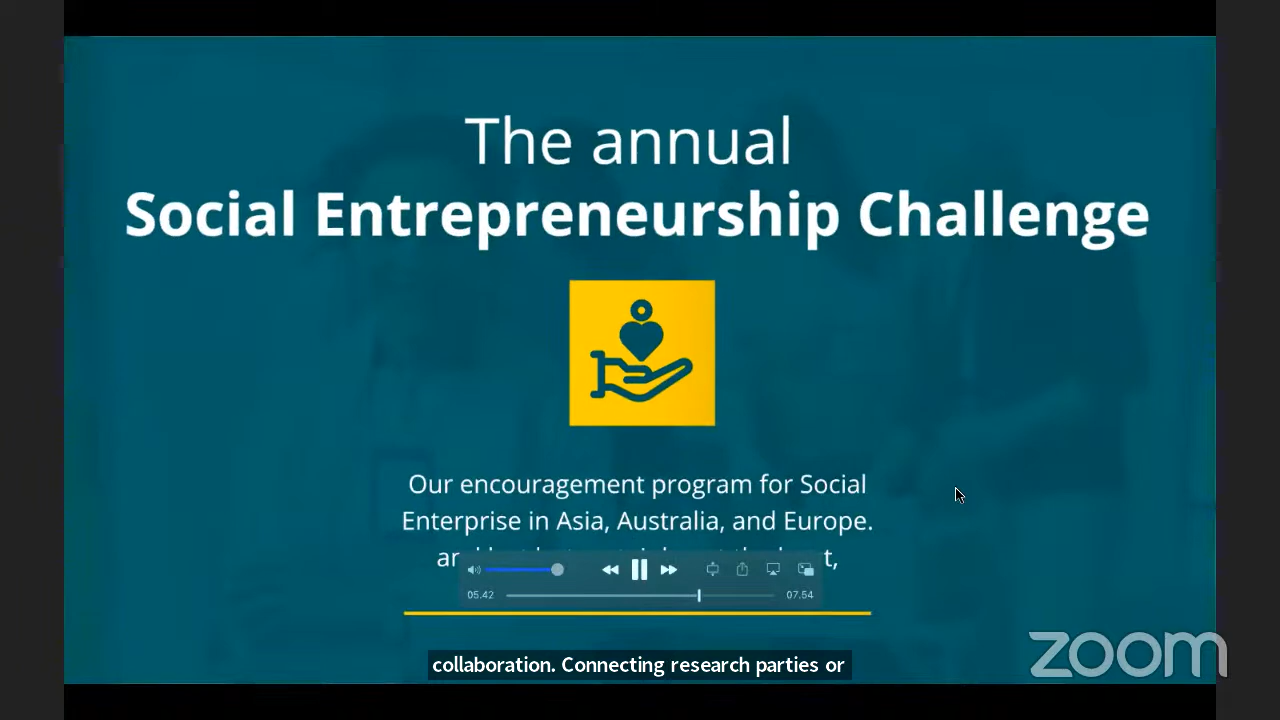 The annual
Social Entrepreneurship Challenge
Our encouragement program for Social
Enterprise in Asia, Australia, and Europe.
05.42
07.54
collaboration. Connecting research parties or
zoom